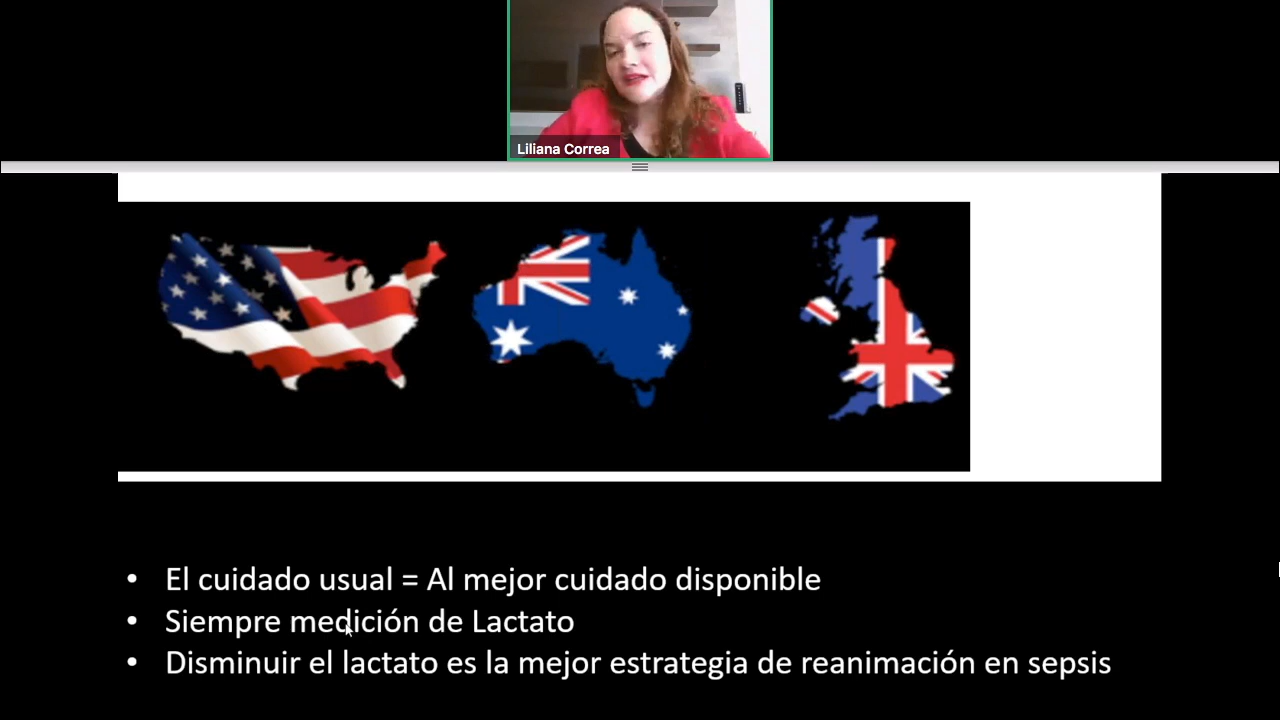 Liliana Correa
• El cuidado usual = Al mejor cuidado disponible
• Siempre medición de Lactato
• Disminuir el lactato es la mejor estrategia de reanimación en sepsis